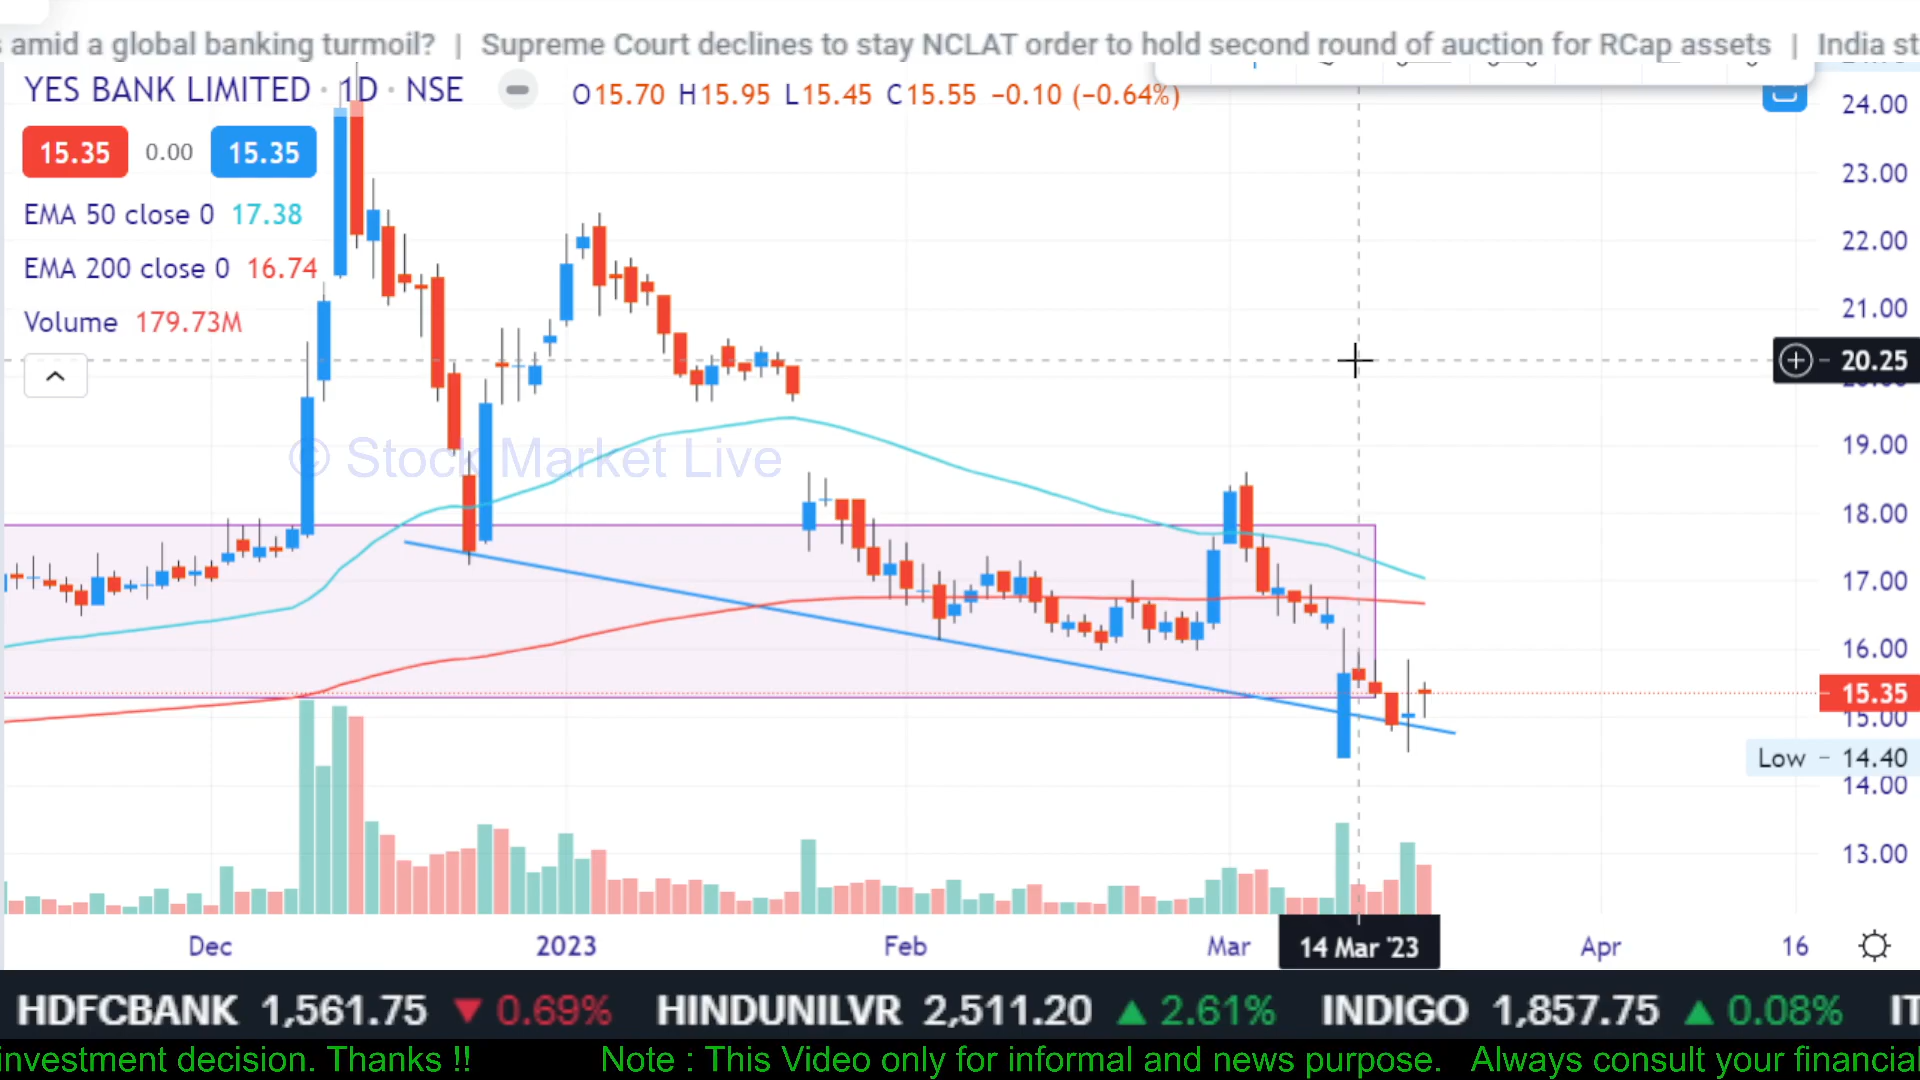 amid a global banking turmoil? | Supreme Court declines to stay NCLAT order to hold second round of auction for RCap assets | India st
YES BANK LIMITED · 1D · NSE O15.70 H15.95 L15.45 C15.55 −0.10 (−0.64%)
24.00
15.35 0.00 15.35
23.00
EMA 50 close 0 17.38
22.00
EMA 200 close 0 16.74
21.00
Volume 179.73M
20.25
19.00
© Stock Market Live
18.00
17.00
16.00
15.35
15.00
Low 14.40
14.00
13.00
Dec 2023 Feb Mar 14 Mar '23 Apr 16
HDFCBANK 1,561.75 ▼ 0.69% HINDUNILVR 2,511.20 ▲ 2.61% INDIGO 1,857.75 ▲ 0.08% IT
investment decision. Thanks !! Note : This Video only for informal and news purpose. Always consult your financial